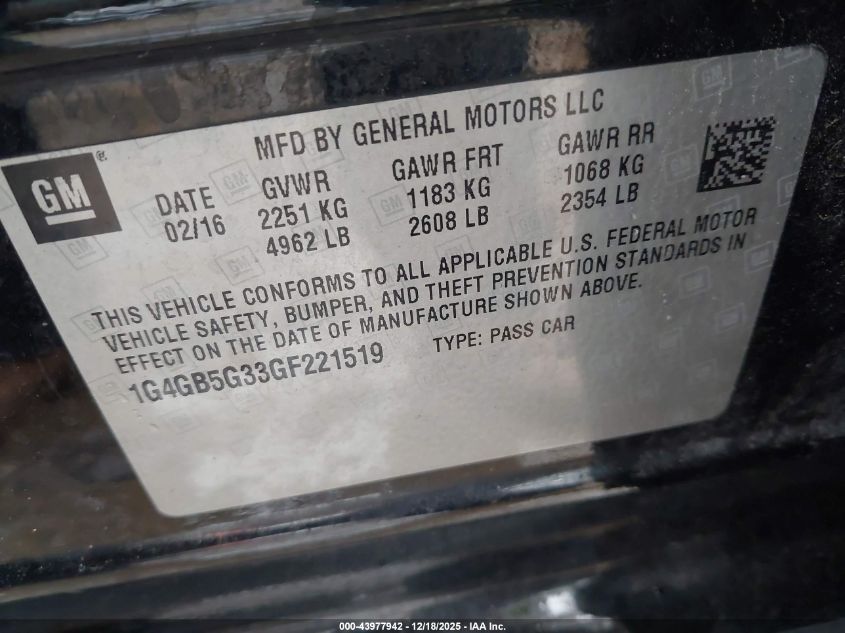 MFD BY GENERAL MOTORS LLC
GM
®
DATE
02/16
GVWR
2251 KG
4962 LB
GAWR FRT
1183 KG
2608 LB
GAWR RR
1068 KG
2354 LB
THIS VEHICLE CONFORMS TO ALL APPLICABLE U.S. FEDERAL MOTOR
VEHICLE SAFETY, BUMPER, AND THEFT PREVENTION STANDARDS IN
EFFECT ON THE DATE OF MANUFACTURE SHOWN ABOVE.
1G4GB5G33GF221519
TYPE: PASS CAR
000-43977942 - 12/18/2025 - IAA Inc.